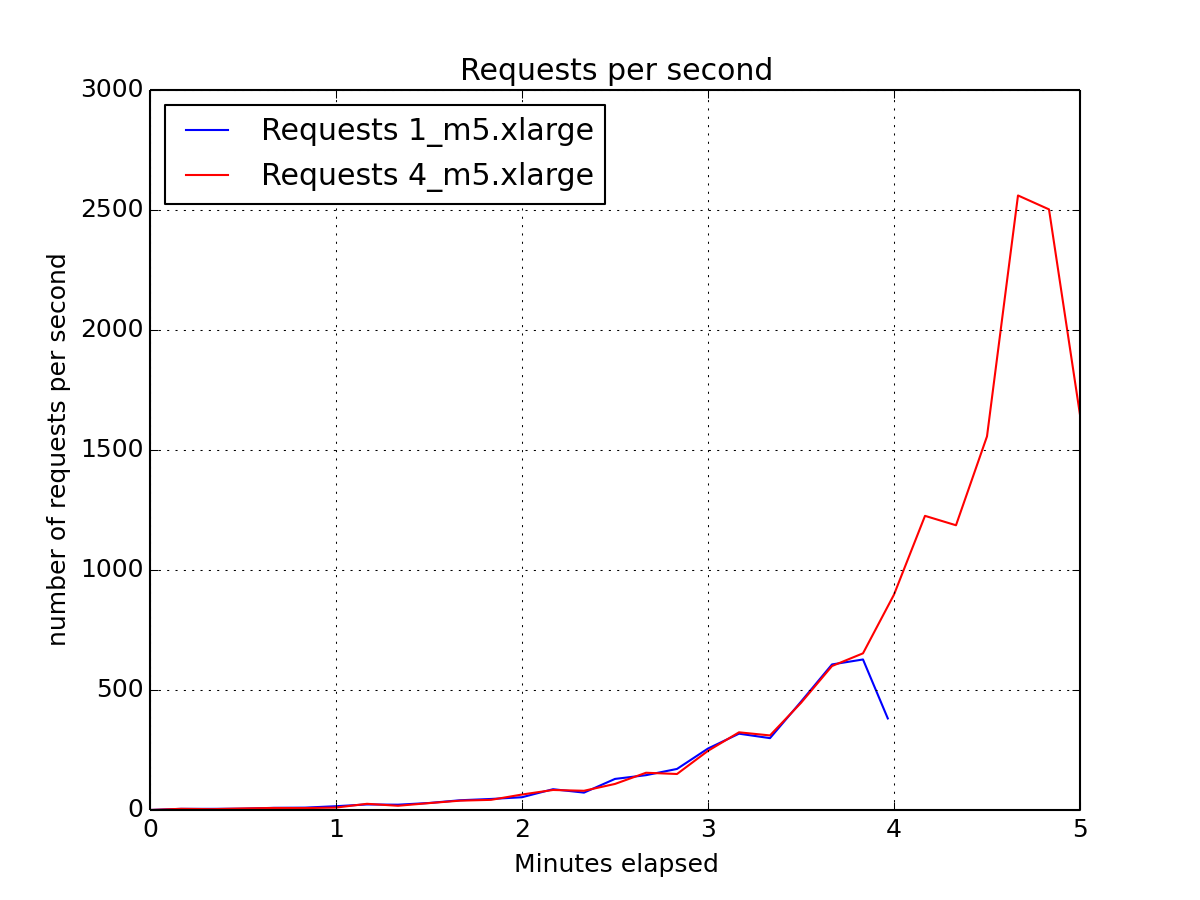 Requests per second
3000
2500
2000
1500
1000
500
0
number of requests per second
Requests 1_m5.xlarge
Requests 4_m5.xlarge
0 1 2 3 4 5
Minutes elapsed